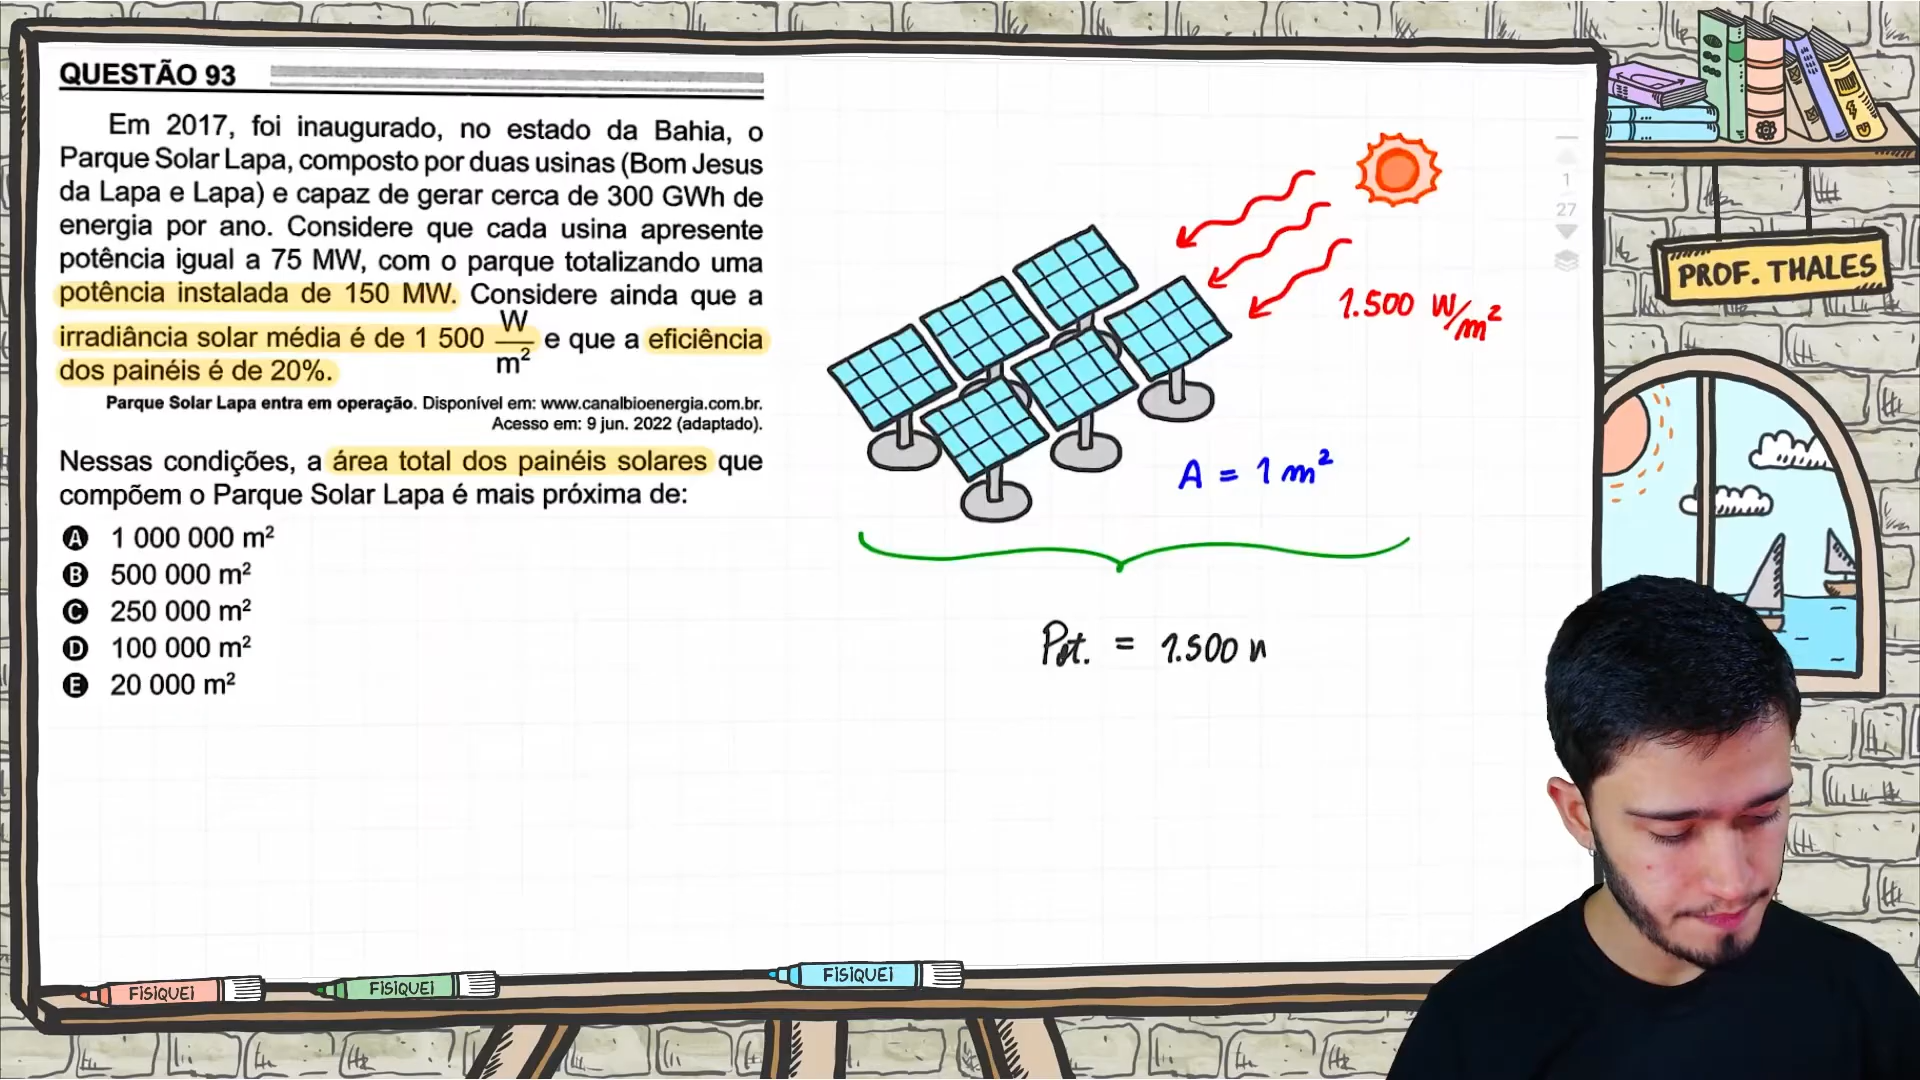 QUESTÃO 93
Em 2017, foi inaugurado, no estado da Bahia, o
Parque Solar Lapa, composto por duas usinas (Bom Jesus
da Lapa e Lapa) e capaz de gerar cerca de 300 GWh de
energia por ano. Considere que cada usina apresente
potência igual a 75 MW, com o parque totalizando uma
potência instalada de 150 MW. Considere ainda que a
irradiância solar média é de 1 500 W/m² e que a eficiência
dos painéis é de 20%.
Parque Solar Lapa entra em operação. Disponível em: www.canalbioenergia.com.br.
Acesso em: 9 jun. 2022 (adaptado).
Nessas condições, a área total dos painéis solares que
compõem o Parque Solar Lapa é mais próxima de:
A 1 000 000 m²
B 500 000 m²
C 250 000 m²
D 100 000 m²
E 20 000 m²
1.500 W/m²
A = 1 m²
Pot. = 1.500 n
1
27
PROF. THALES
FISIQUEI
FISIQUEI
FISIQUEI